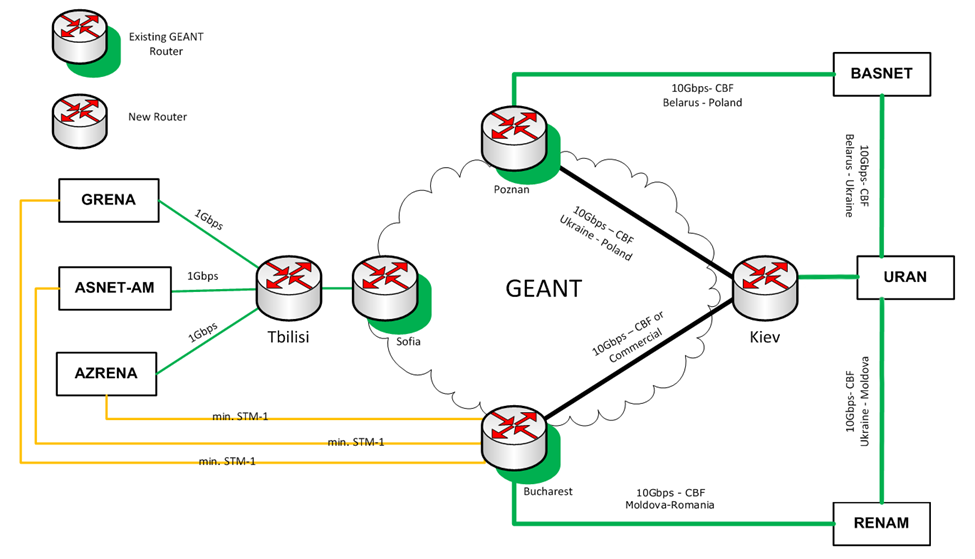 Existing GEANT
Router
New Router
GRENA
ASNET-AM
AZRENA
1Gbps
1Gbps
1Gbps
Tbilisi
Sofia
GEANT
Poznan
10Gbps- CBF
Belarus - Poland
BASNET
10Gbps- CBF
Belarus - Ukraine
10Gbps – CBF
Ukraine - Poland
URAN
Kiev
10Gbps – CBF or
Commercial
10Gbps- CBF
Ukraine - Moldova
min. STM-1
min. STM-1
min. STM-1
Bucharest
10Gbps - CBF
Moldova-Romania
RENAM